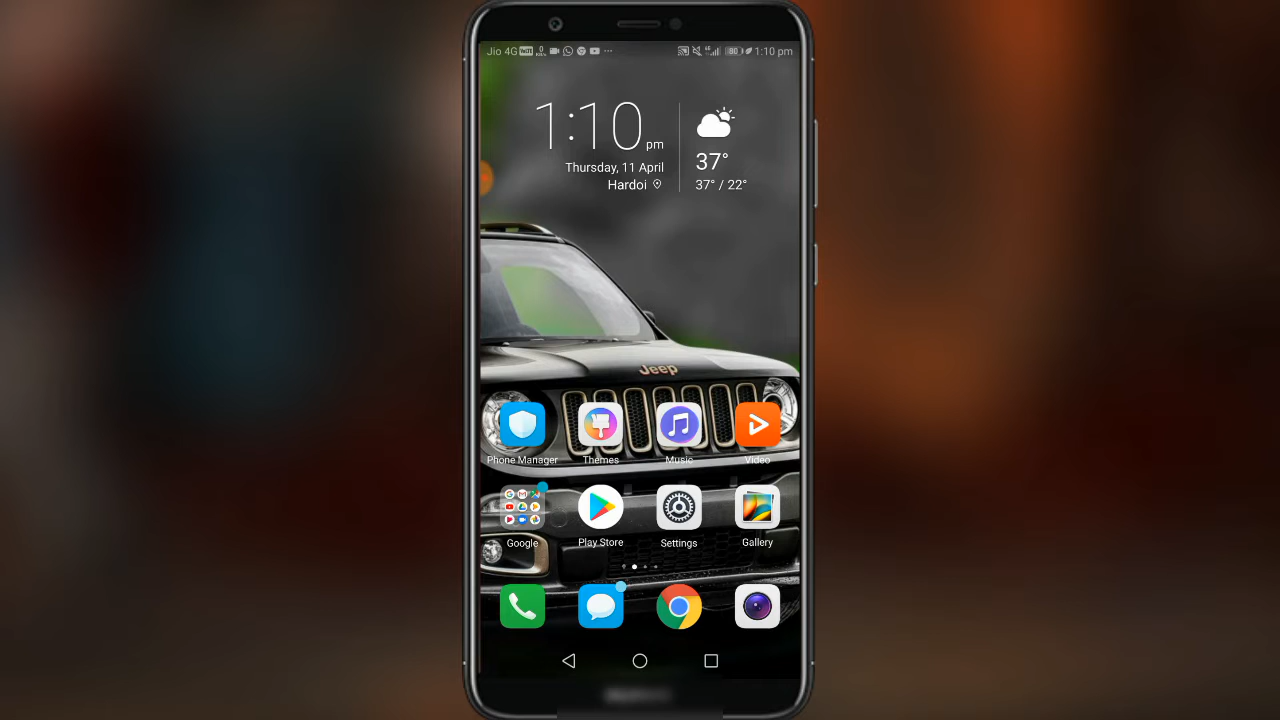 Jio 4G
80
1:10 pm
1:10 pm
Thursday, 11 April
Hardoi
37°
37° / 22°
Jeep
Phone Manager
Themes
Music
Video
Google
Play Store
Settings
Gallery